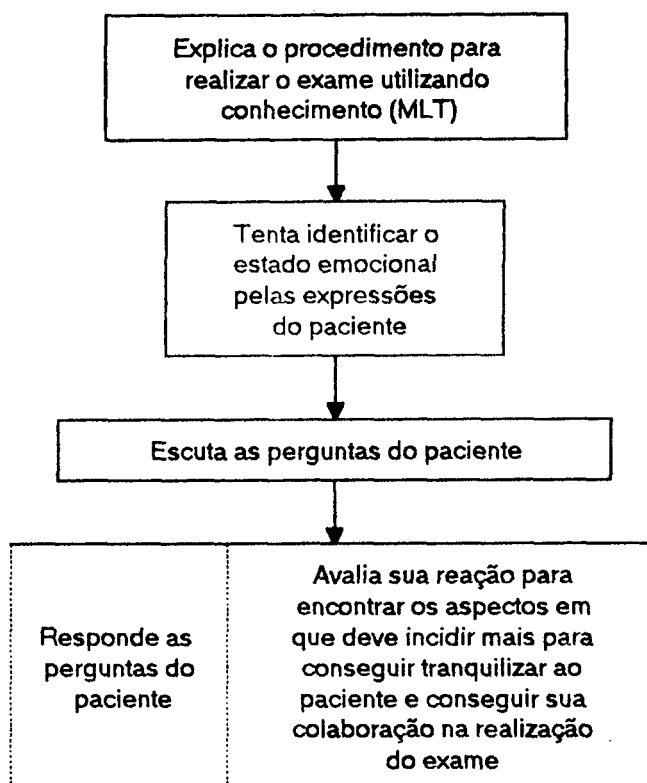 Explica o procedimento para
realizar o exame utilizando
conhecimento (MLT)
Tenta identificar o
estado emocional
pelas expressões
do paciente
Escuta as perguntas do paciente
Responde as
perguntas do
paciente
Avalia sua reação para
encontrar os aspectos em
que deve incidir mais para
conseguir tranquilizar ao
paciente e conseguir sua
colaboração na realização
do exame